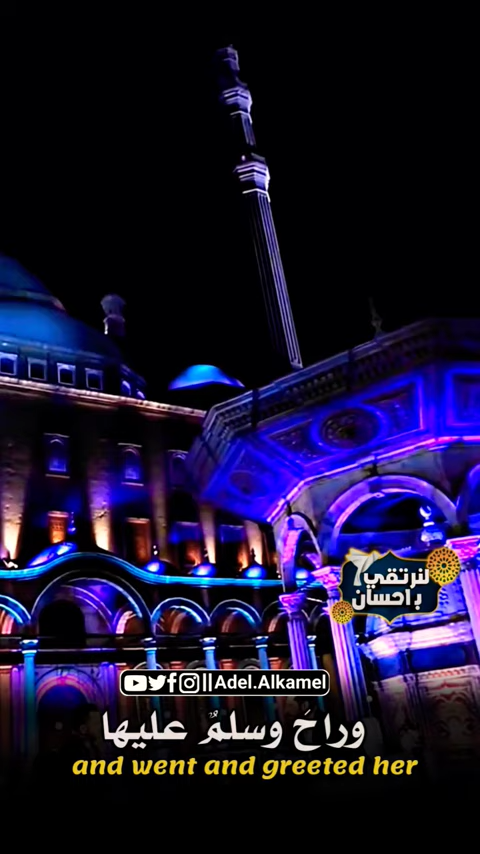 لنرتقي
بإحسان
||Adel.Alkamel
وراحَ وسلمٌ عليها
and went and greeted her